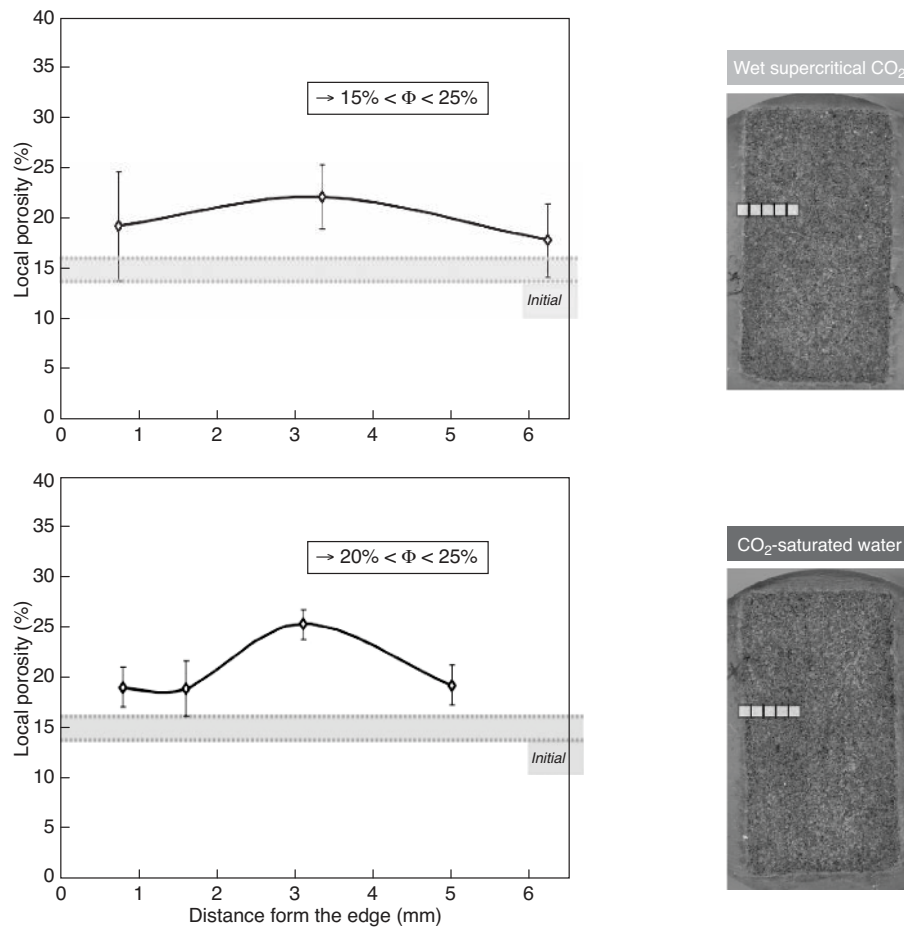 40
35
30
25
20
15
10
5
0
Local porosity (%)
→ 15% < Φ < 25%
Initial
0 1 2 3 4 5 6
Wet supercritical CO₂
40
35
30
25
20
15
10
5
0
Local porosity (%)
→ 20% < Φ < 25%
Initial
0 1 2 3 4 5 6
Distance form the edge (mm)
CO₂-saturated water